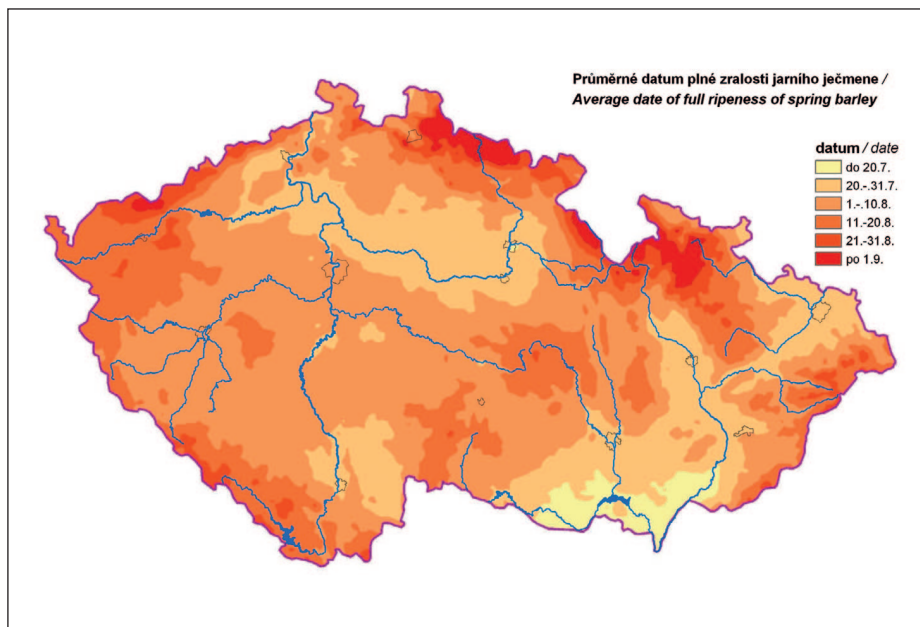 Průměrné datum plné zralosti jarního ječmene /
Average date of full ripeness of spring barley
datum / date
do 20.7.
20.-.31.7.
1.-.10.8.
11.-20.8.
21.-31.8.
po 1.9.